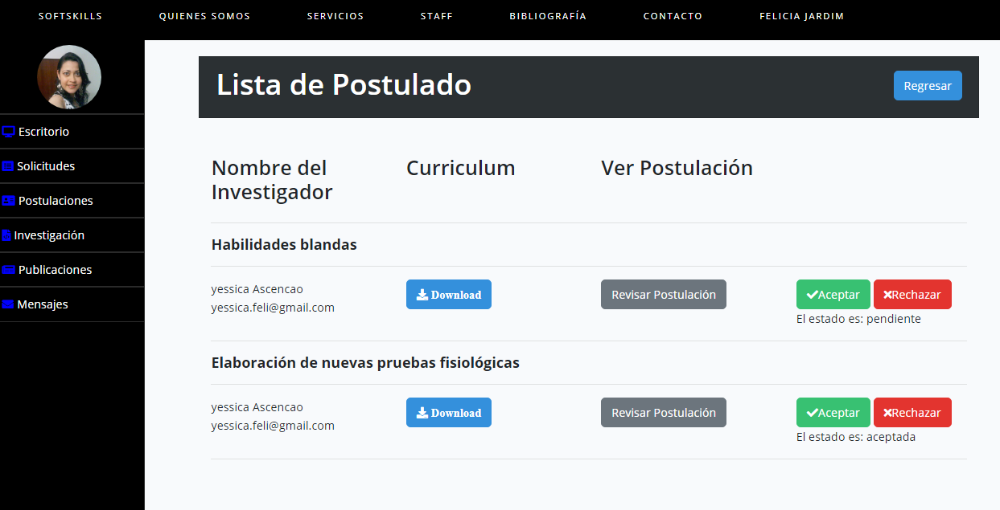 SOFTSKILLS QUIENES SOMOS SERVICIOS STAFF BIBLIOGRAFÍA CONTACTO FELICIA JARDIM
Lista de Postulado
Regresar
Escritorio
Solicitudes
Postulaciones
Investigación
Publicaciones
Mensajes
Nombre del
Investigador
Curriculum
Ver Postulación
Habilidades blandas
yessica Ascencao
yessica.feli@gmail.com
Download
Revisar Postulación
Aceptar
Rechazar
El estado es: pendiente
Elaboración de nuevas pruebas fisiológicas
yessica Ascencao
yessica.feli@gmail.com
Download
Revisar Postulación
Aceptar
Rechazar
El estado es: aceptada